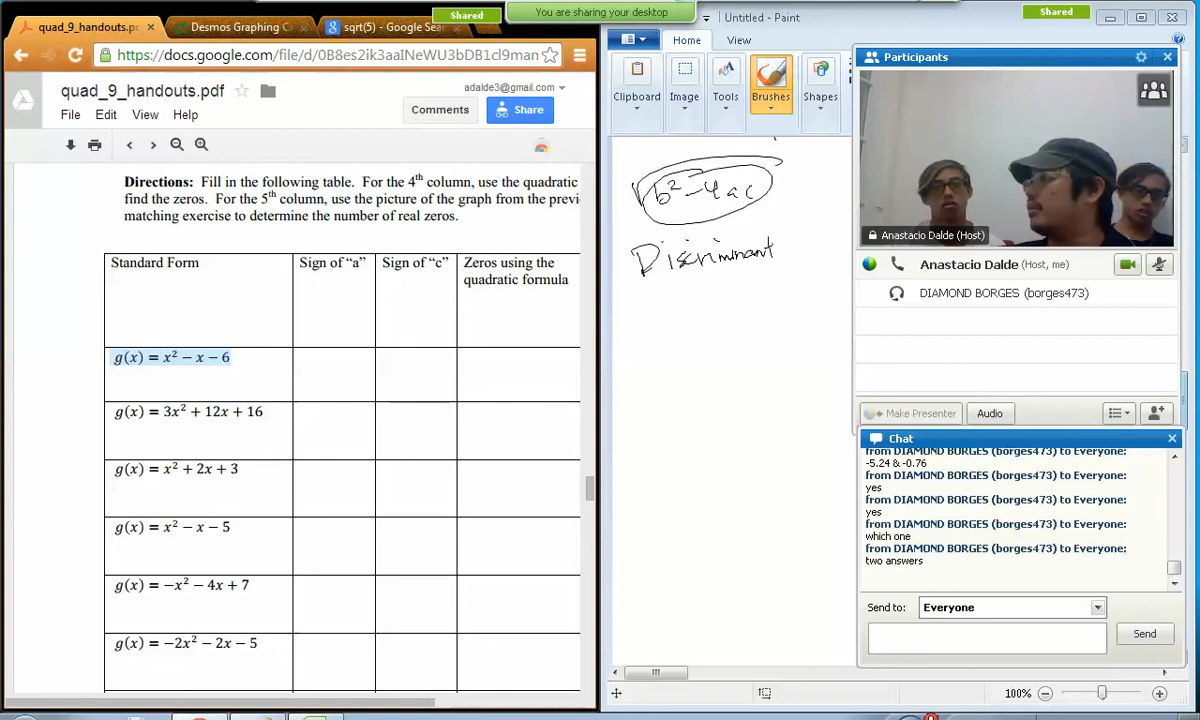 Shared
You are sharing your desktop
Shared
quad_9_handouts.pd
Desmos Graphing C
sqrt(5) - Google Sea
https://docs.google.com/file/d/0B8es2ik3aaINeWU3bDB1cl9man
quad_9_handouts.pdf
adalde3@gmail.com
File Edit View Help
Comments
Share
Directions: Fill in the following table. For the 4th column, use the quadratic
find the zeros. For the 5th column, use the picture of the graph from the previ
matching exercise to determine the number of real zeros.
Standard Form
Sign of “a”
Sign of “c”
Zeros using the
quadratic formula
g(x) = x² − x − 6
g(x) = 3x² + 12x + 16
g(x) = x² + 2x + 3
g(x) = x² − x − 5
g(x) = −x² − 4x + 7
g(x) = −2x² − 2x − 5
Untitled - Paint
Home View
Clipboard
Image
Tools
Brushes
Shapes
b² − 4ac
Discriminant
100%
Participants
Anastacio Dalde (Host)
Anastacio Dalde (Host, me)
DIAMOND BORGES (borges473)
Make Presenter
Audio
Chat
from DIAMOND BORGES (borges473) to Everyone:
-5.24 & -0.76
from DIAMOND BORGES (borges473) to Everyone:
yes
from DIAMOND BORGES (borges473) to Everyone:
yes
from DIAMOND BORGES (borges473) to Everyone:
which one
from DIAMOND BORGES (borges473) to Everyone:
two answers
Send to:
Everyone
Send